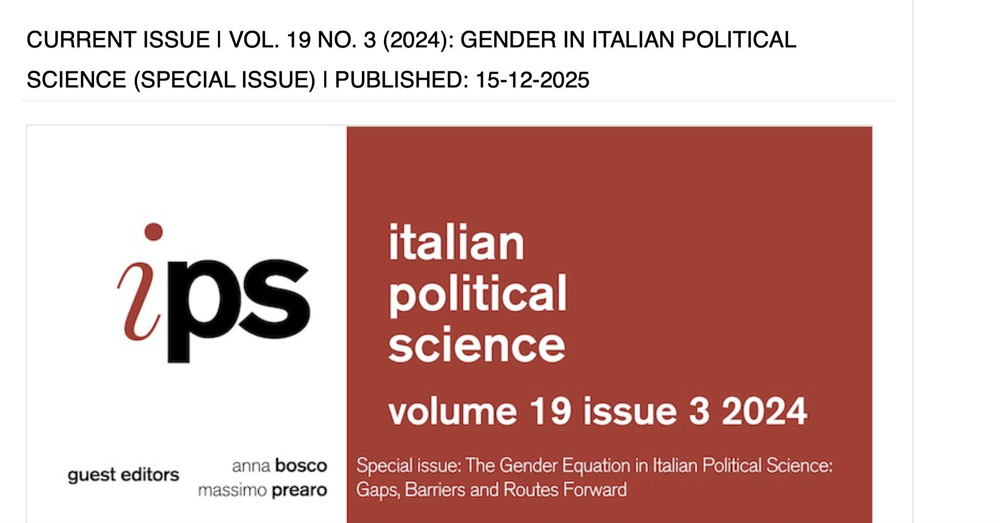 CURRENT ISSUE | VOL. 19 NO. 3 (2024): GENDER IN ITALIAN POLITICAL
SCIENCE (SPECIAL ISSUE) | PUBLISHED: 15-12-2025
ips
italian
political
science
volume 19 issue 3 2024
guest editors
anna bosco
massimo prearo
Special issue: The Gender Equation in Italian Political Science:
Gaps, Barriers and Routes Forward